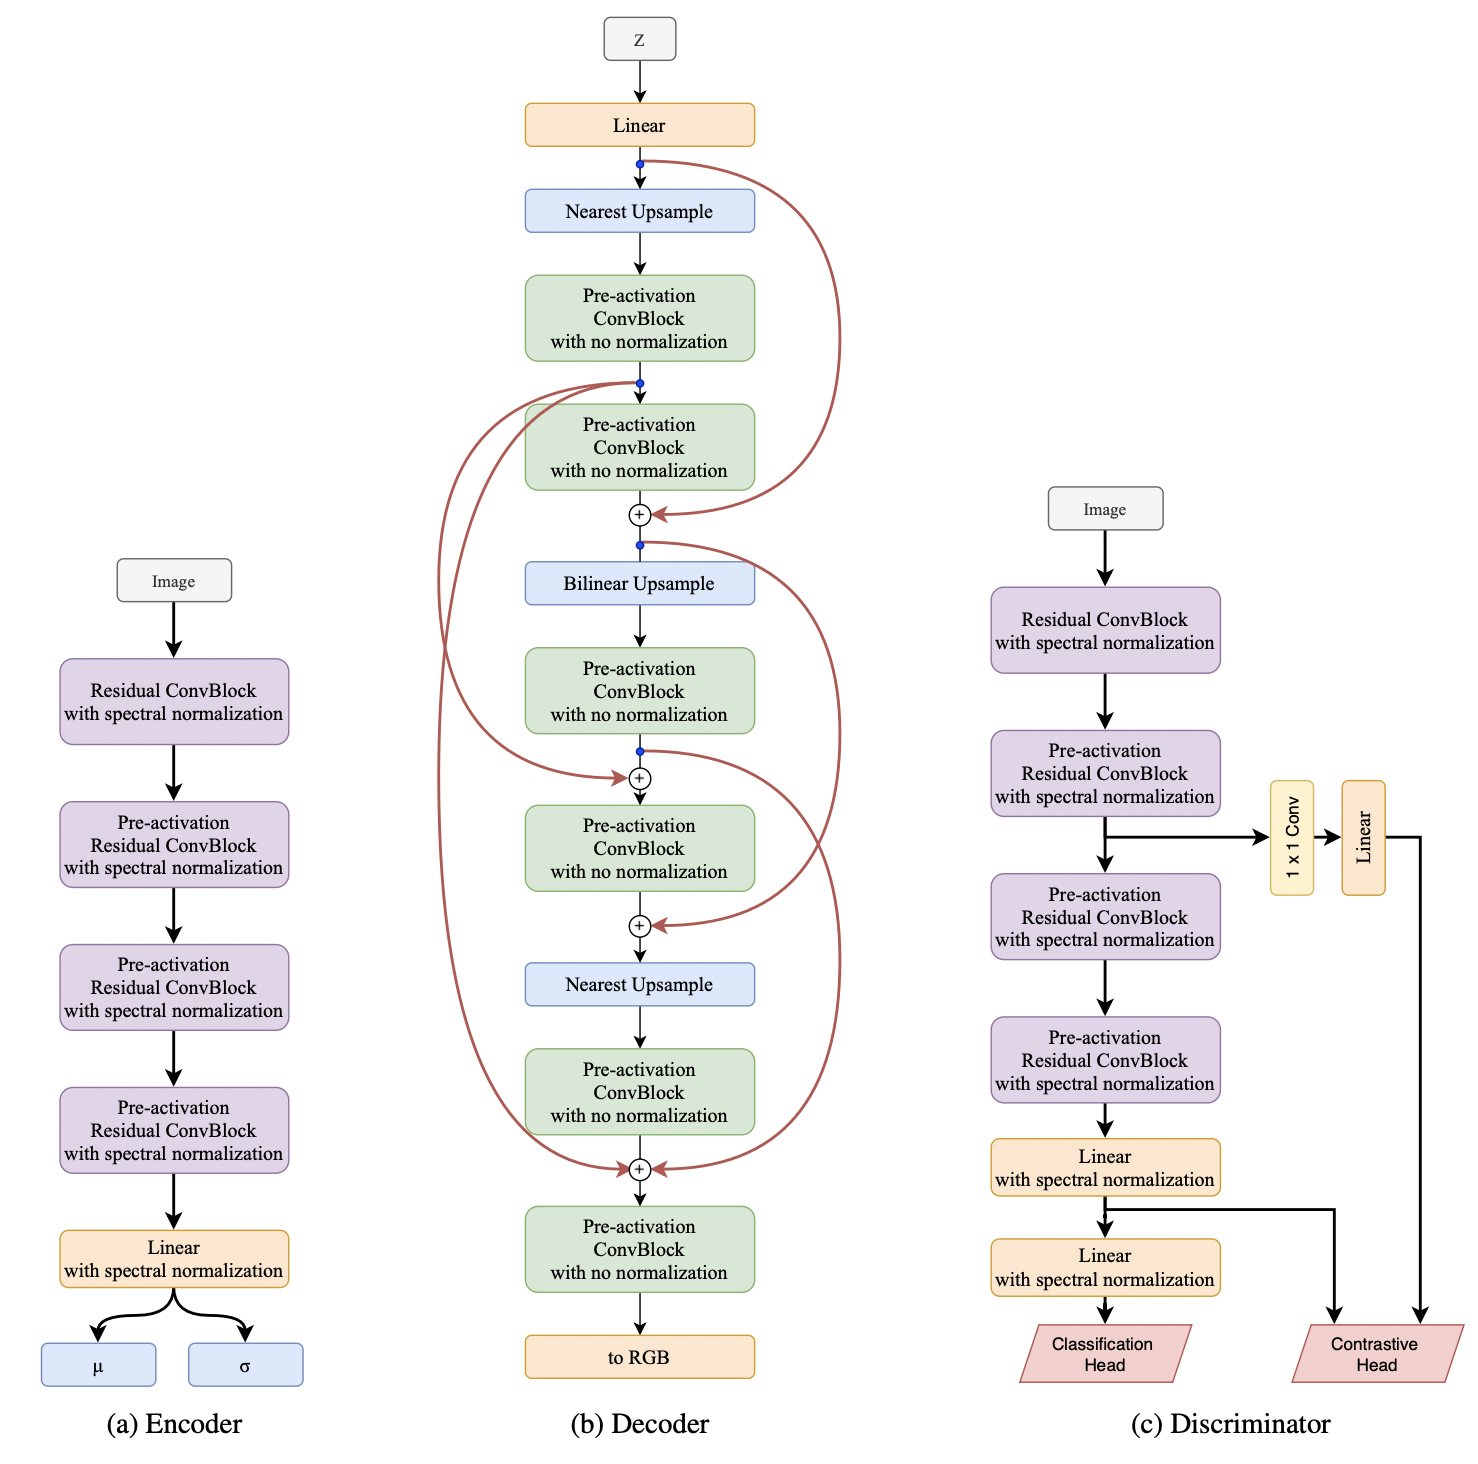 Image
Residual ConvBlock
with spectral normalization
Pre-activation
Residual ConvBlock
with spectral normalization
Pre-activation
Residual ConvBlock
with spectral normalization
Pre-activation
Residual ConvBlock
with spectral normalization
Linear
with spectral normalization
μ
σ
(a) Encoder
Z
Linear
Nearest Upsample
Pre-activation
ConvBlock
with no normalization
Pre-activation
ConvBlock
with no normalization
+
Bilinear Upsample
Pre-activation
ConvBlock
with no normalization
+
Pre-activation
ConvBlock
with no normalization
+
Nearest Upsample
Pre-activation
ConvBlock
with no normalization
+
Pre-activation
ConvBlock
with no normalization
to RGB
(b) Decoder
Image
Residual ConvBlock
with spectral normalization
Pre-activation
Residual ConvBlock
with spectral normalization
1 x 1 Conv
Linear
Pre-activation
Residual ConvBlock
with spectral normalization
Pre-activation
Residual ConvBlock
with spectral normalization
Linear
with spectral normalization
Linear
with spectral normalization
Classification
Head
Contrastive
Head
(c) Discriminator